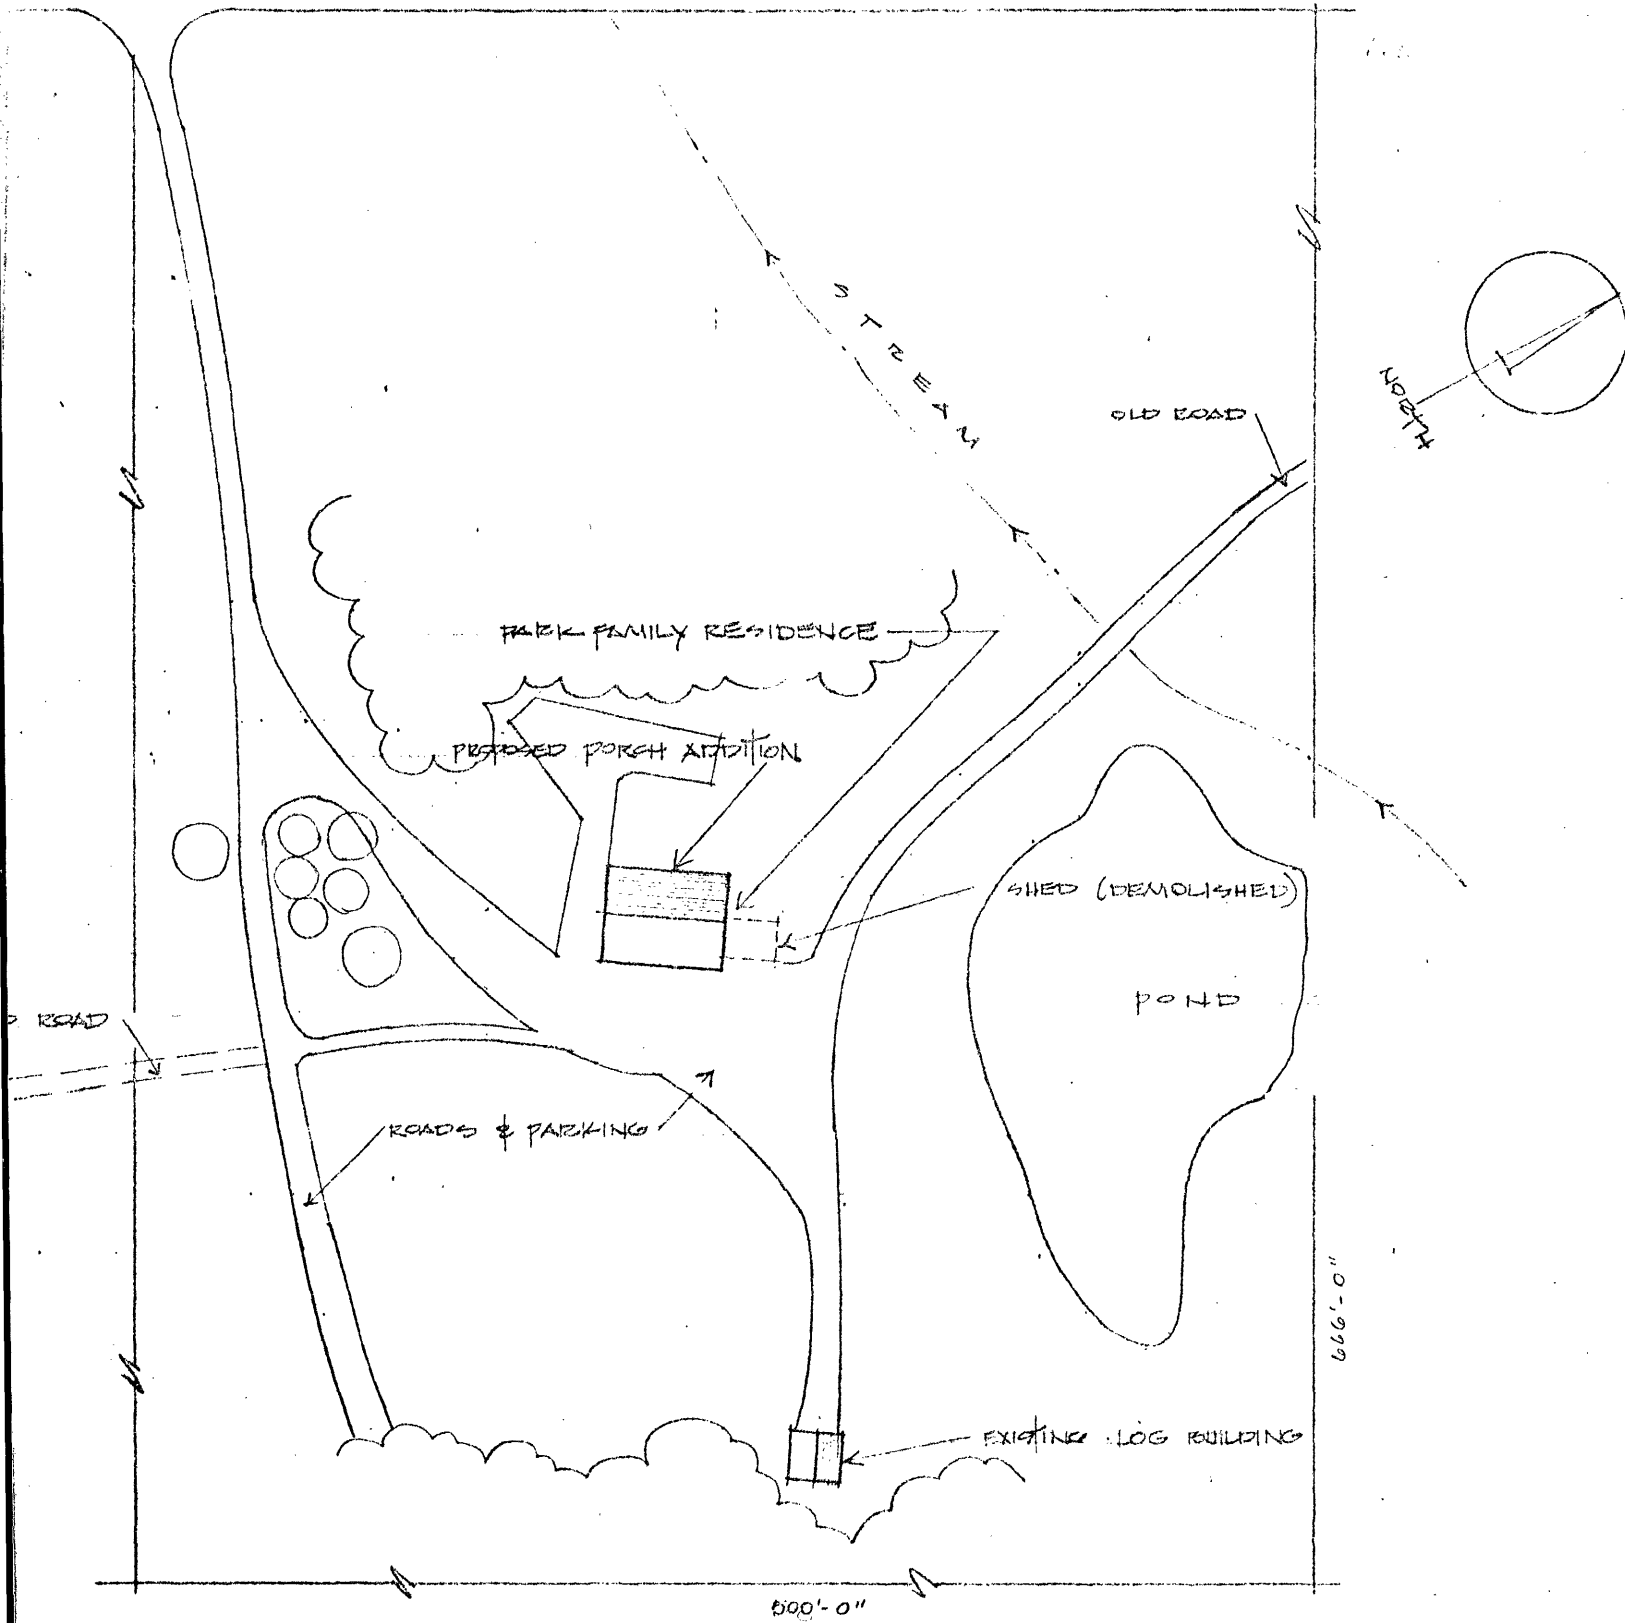 STREAM
OLD ROAD
NORTH
PARK FAMILY RESIDENCE
PROPOSED PORCH ADDITION
SHED (DEMOLISHED)
POND
ROAD
ROADS & PARKING
666'-0"
EXISTING LOG BUILDING
500'-0"